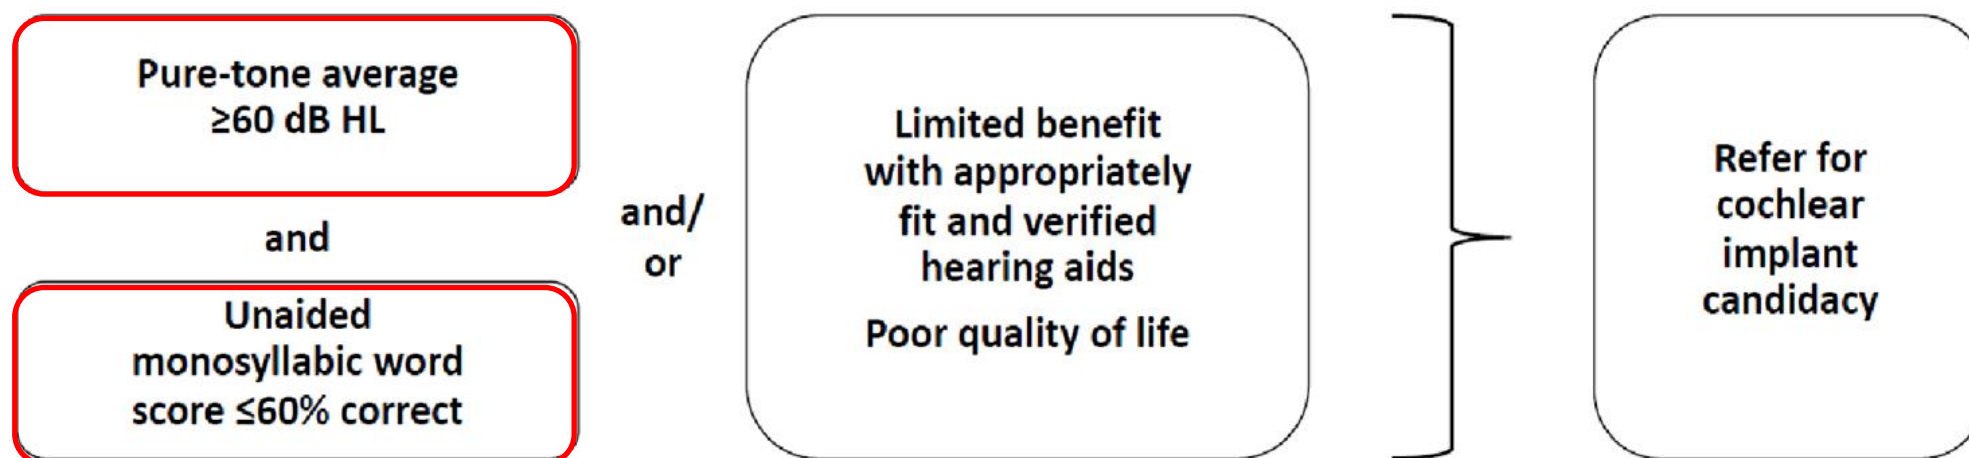 Pure-tone average
≥60 dB HL
and
Unaided
monosyllabic word
score ≤60% correct
and/
or
Limited benefit
with appropriately
fit and verified
hearing aids
Poor quality of life
Refer for
cochlear
implant
candidacy